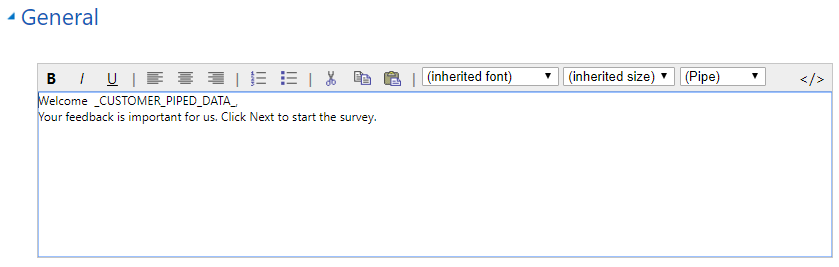 General
B I U | | | (inherited font) (inherited size) (Pipe) </>
Welcome _CUSTOMER_PIPED_DATA_,
Your feedback is important for us. Click Next to start the survey.